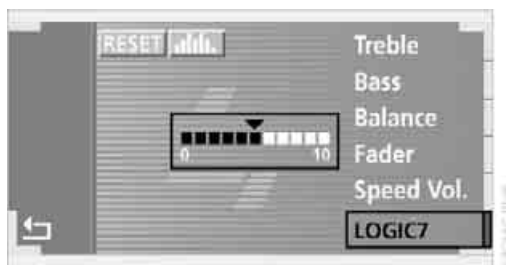 RESET
Treble
Bass
Balance
0 10
Fader
Speed Vol.
LOGIC7